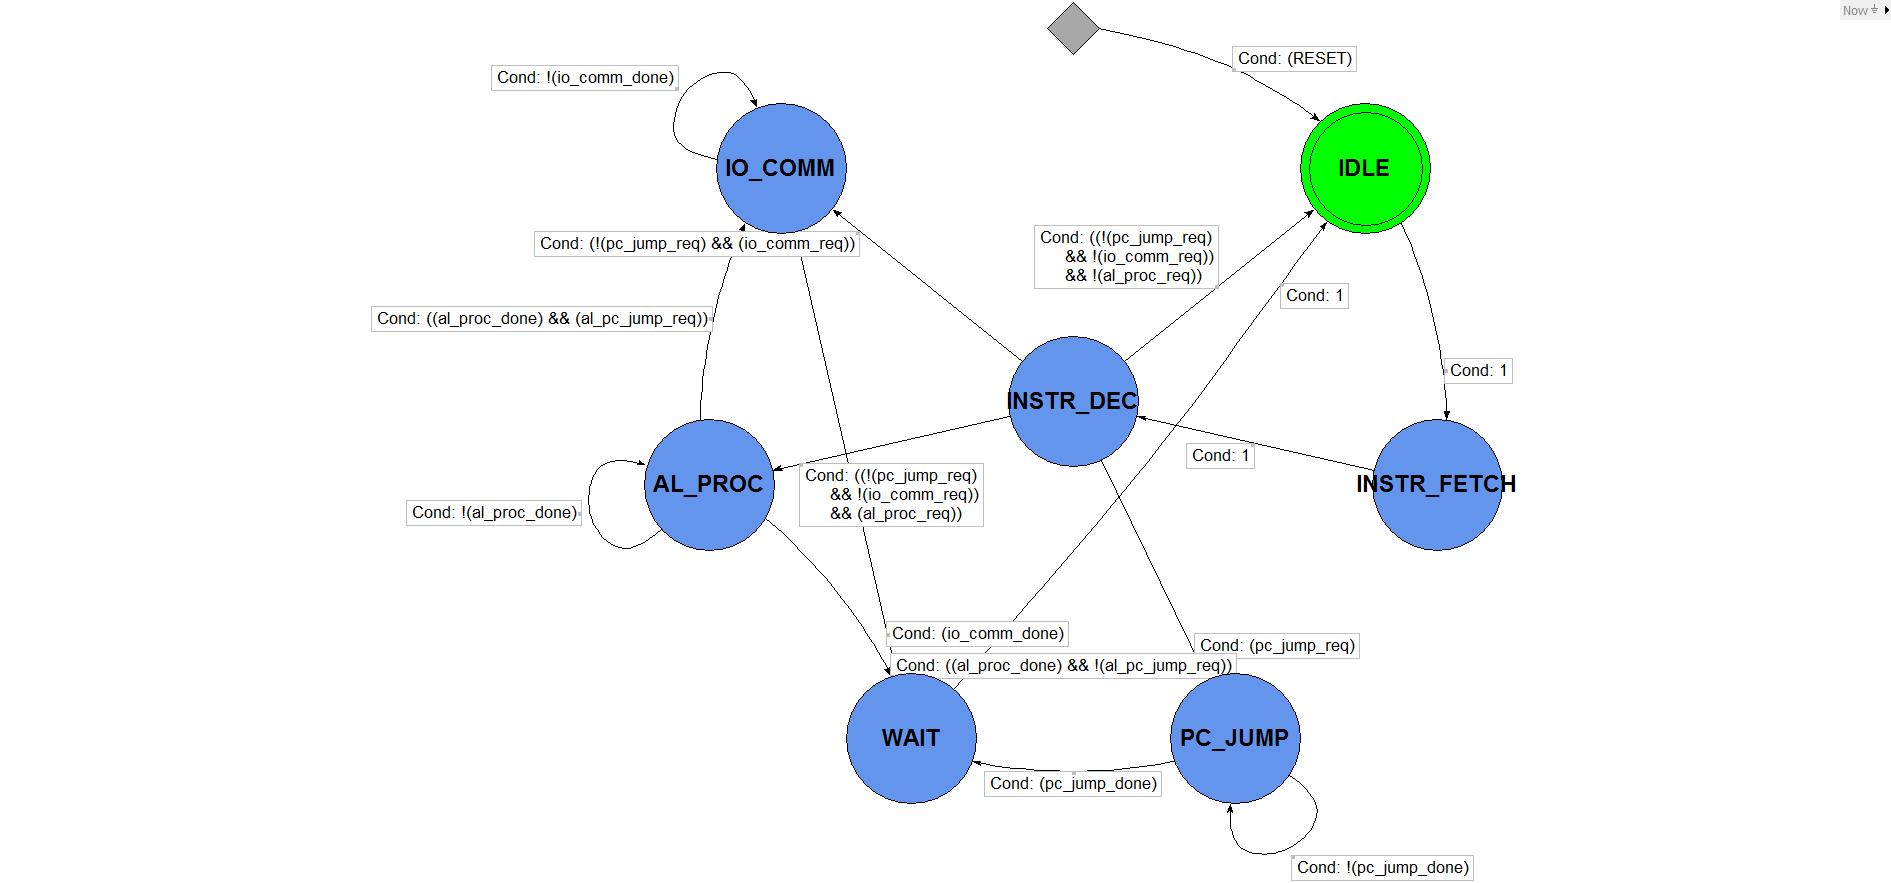 Now
Cond: (RESET)
Cond: !(io_comm_done)
IO_COMM
IDLE
Cond: (!(pc_jump_req) && (io_comm_req))
Cond: ((!(pc_jump_req)
&& !(io_comm_req))
&& !(al_proc_req))
Cond: 1
Cond: ((al_proc_done) && (al_pc_jump_req))
Cond: 1
INSTR_DEC
Cond: 1
AL_PROC
Cond: ((!(pc_jump_req)
&& !(io_comm_req))
&& (al_proc_req))
INSTR_FETCH
Cond: !(al_proc_done)
Cond: (io_comm_done)
Cond: (pc_jump_req)
Cond: ((al_proc_done) && !(al_pc_jump_req))
WAIT
PC_JUMP
Cond: (pc_jump_done)
Cond: !(pc_jump_done)